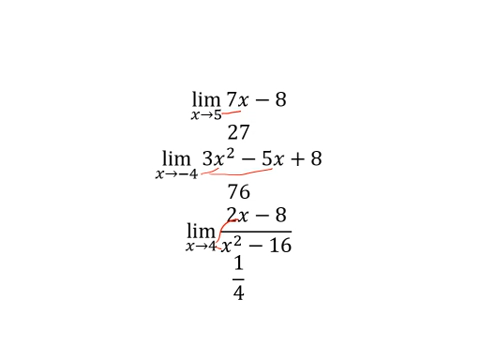 lim x→5 7x − 8
27
lim x→−4 3x² − 5x + 8
76
lim x→4 (2x − 8)/(x² − 16)
1/4